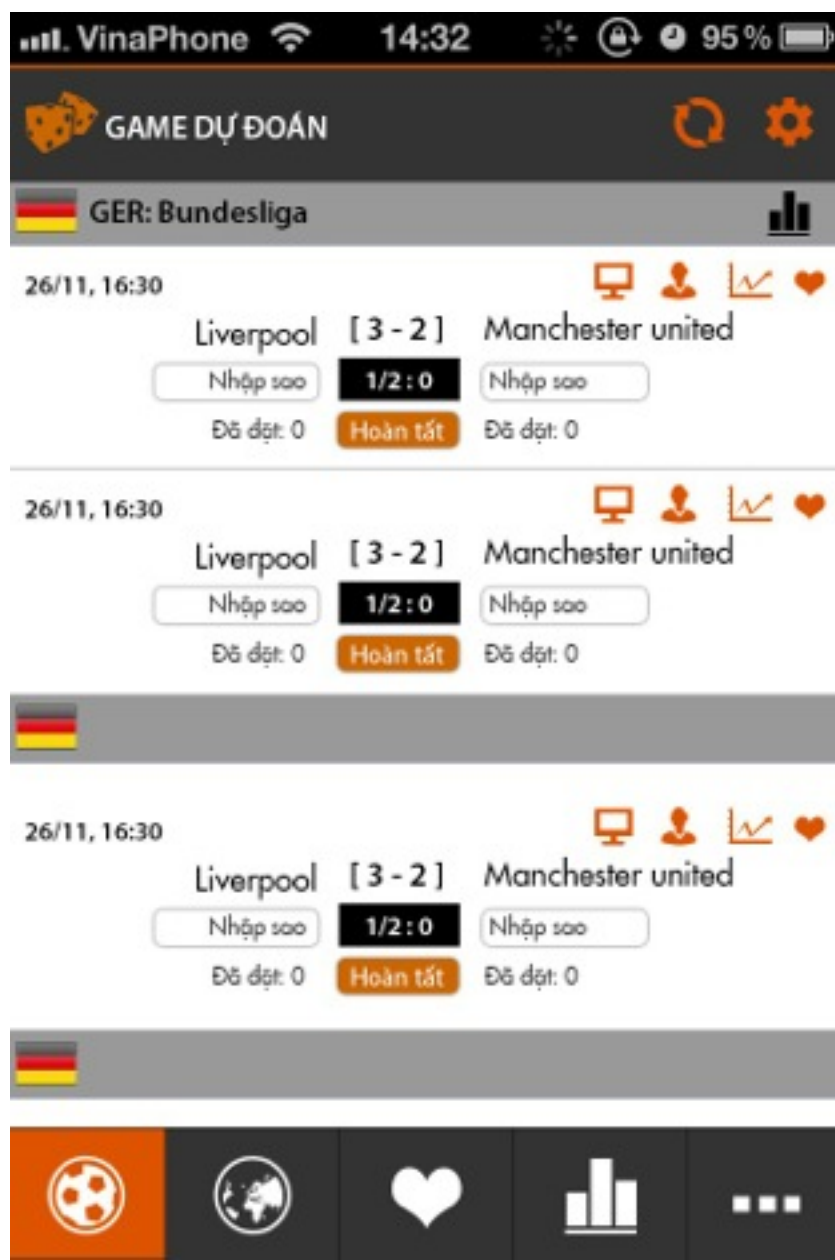 VinaPhone 14:32 95%
GAME DỰ ĐOÁN
GER: Bundesliga
26/11, 16:30
Liverpool [ 3 - 2 ] Manchester united
Nhập sao 1/2 : 0 Nhập sao
Đã đặt: 0 Hoàn tất Đã đặt: 0
26/11, 16:30
Liverpool [ 3 - 2 ] Manchester united
Nhập sao 1/2 : 0 Nhập sao
Đã đặt: 0 Hoàn tất Đã đặt: 0
26/11, 16:30
Liverpool [ 3 - 2 ] Manchester united
Nhập sao 1/2 : 0 Nhập sao
Đã đặt: 0 Hoàn tất Đã đặt: 0